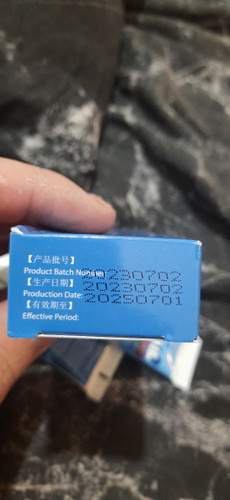 【产品批号】
Product Batch Number 20230702
【生产日期】
Production Date: 20230702
【有效期至】 20250701
Effective Period: